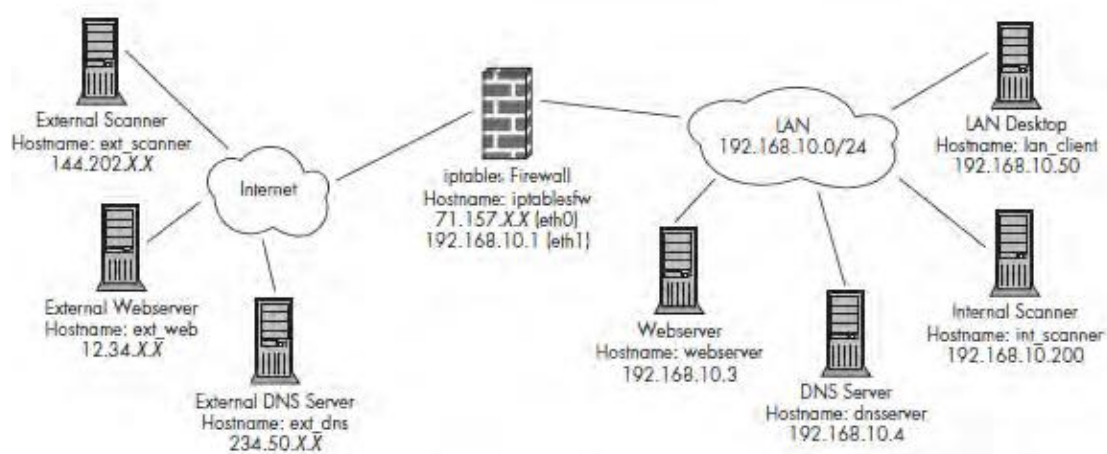 External Scanner
Hostname: ext_scanner
144.202.X.X
Internet
External Webserver
Hostname: ext_web
12.34.X.X
External DNS Server
Hostname: ext_dns
234.50.X.X
iptables Firewall
Hostname: iptablesfw
71.157.X.X (eth0)
192.168.10.1 (eth1)
LAN
192.168.10.0/24
LAN Desktop
Hostname: lan_client
192.168.10.50
Webserver
Hostname: webserver
192.168.10.3
DNS Server
Hostname: dnsserver
192.168.10.4
Internal Scanner
Hostname: int_scanner
192.168.10.200